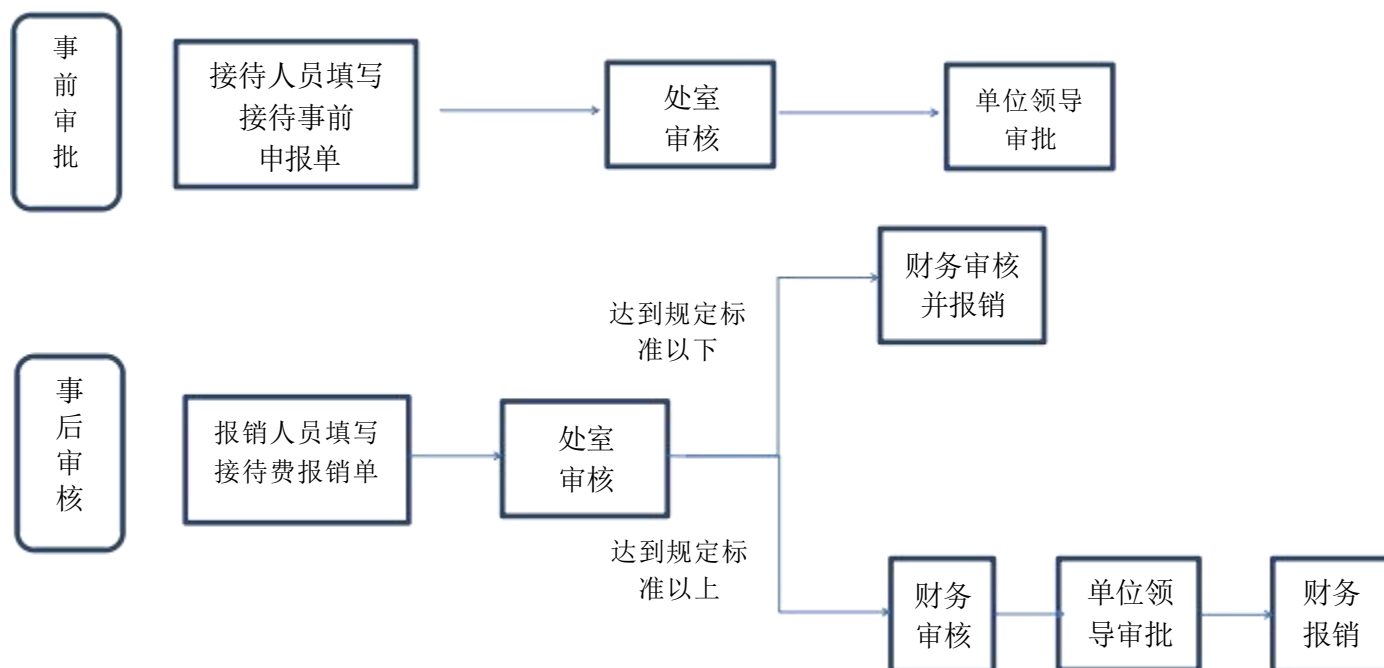 事前审批
接待人员填写
接待事前
申报单
处室
审核
单位领导
审批
财务审核
并报销
达到规定标
准以下
事后审核
报销人员填写
接待费报销单
处室
审核
达到规定标
准以上
财务
审核
单位领
导审批
财务
报销